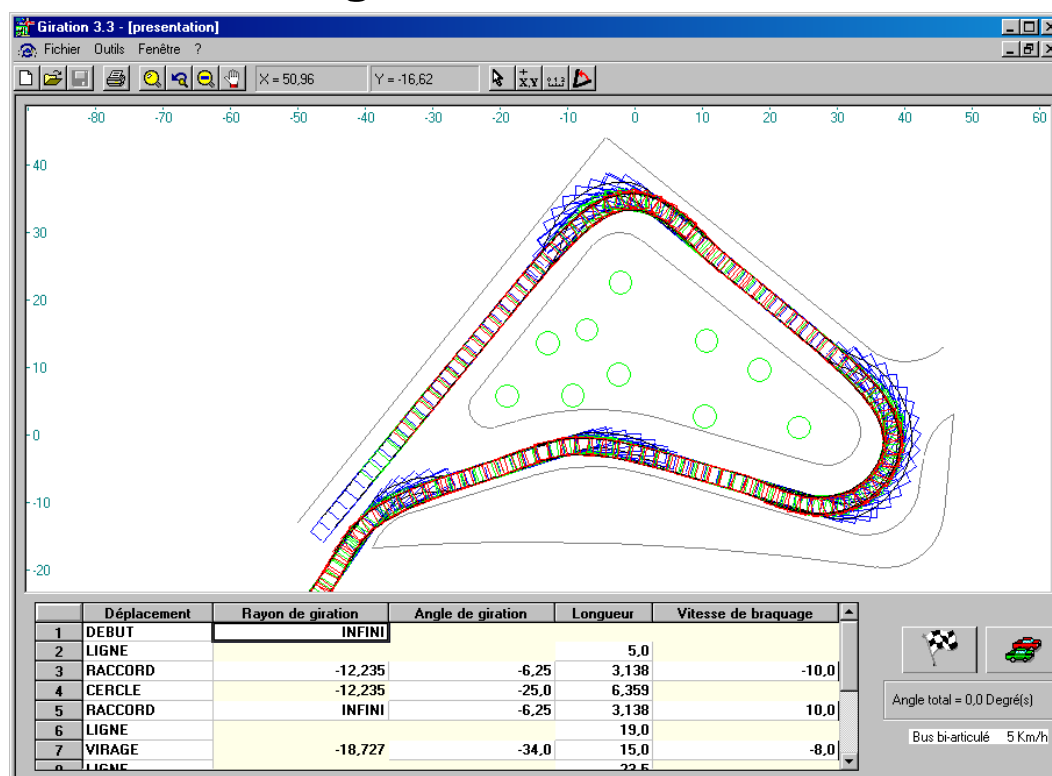 Giration 3.3 - [presentation]
Fichier Outils Fenêtre ?
X = 50,96 Y = -16,62 X,Y
-80 -70 -60 -50 -40 -30 -20 -10 0 10 20 30 40 50 60
40
30
20
10
0
-10
-20
Déplacement Rayon de giration Angle de giration Longueur Vitesse de braquage
1 DEBUT INFINI
2 LIGNE 5,0
3 RACCORD -12,235 -6,25 3,138 -10,0
4 CERCLE -12,235 -25,0 6,359
5 RACCORD INFINI -6,25 3,138 10,0
6 LIGNE 19,0
7 VIRAGE -18,727 -34,0 15,0 -8,0
LIGNE 23,5
Angle total = 0,0 Degré(s)
Bus bi-articulé 5 Km/h